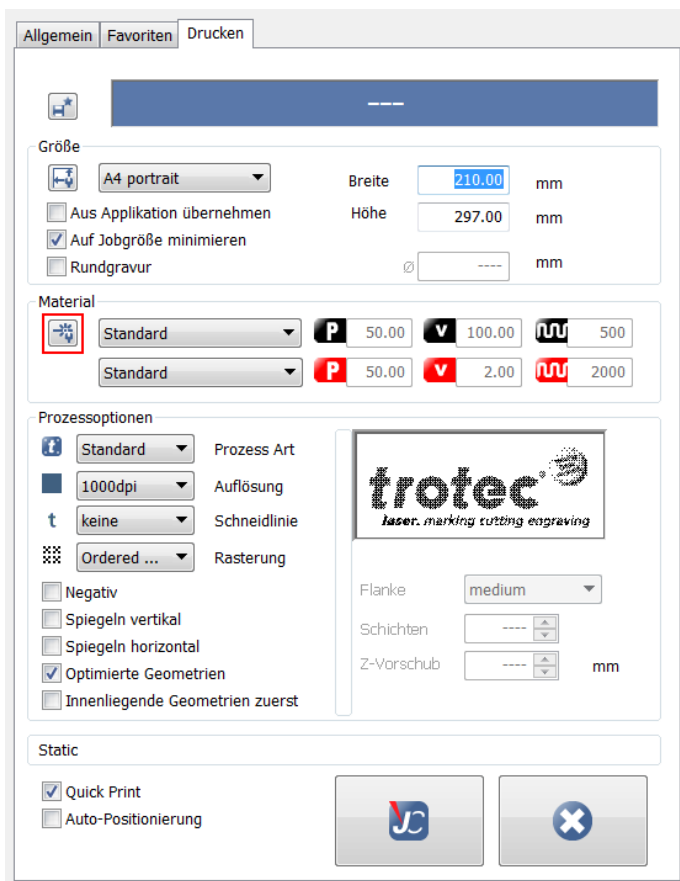 Allgemein Favoriten Drucken
---
Größe
A4 portrait Breite 210.00 mm
Aus Applikation übernehmen Höhe 297.00 mm
Auf Jobgröße minimieren
Rundgravur Ø ---- mm
Material
Standard P 50.00 V 100.00 500
Standard P 50.00 V 2.00 2000
Prozessoptionen
t Standard Prozess Art
1000dpi Auflösung
t keine Schneidlinie
Ordered ... Rasterung
trotec
laser. marking cutting engraving
Negativ
Spiegeln vertikal
Spiegeln horizontal
Optimierte Geometrien
Innenliegende Geometrien zuerst
Flanke medium
Schichten ----
Z-Vorschub ---- mm
Static
Quick Print
Auto-Positionierung
JC